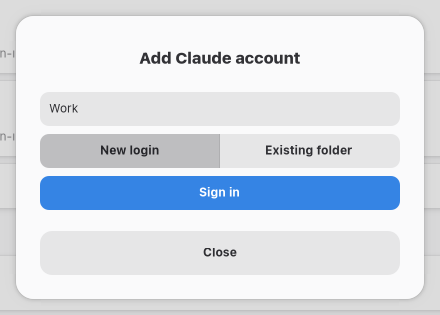 Add Claude account
Work
New login
Existing folder
Sign in
Close